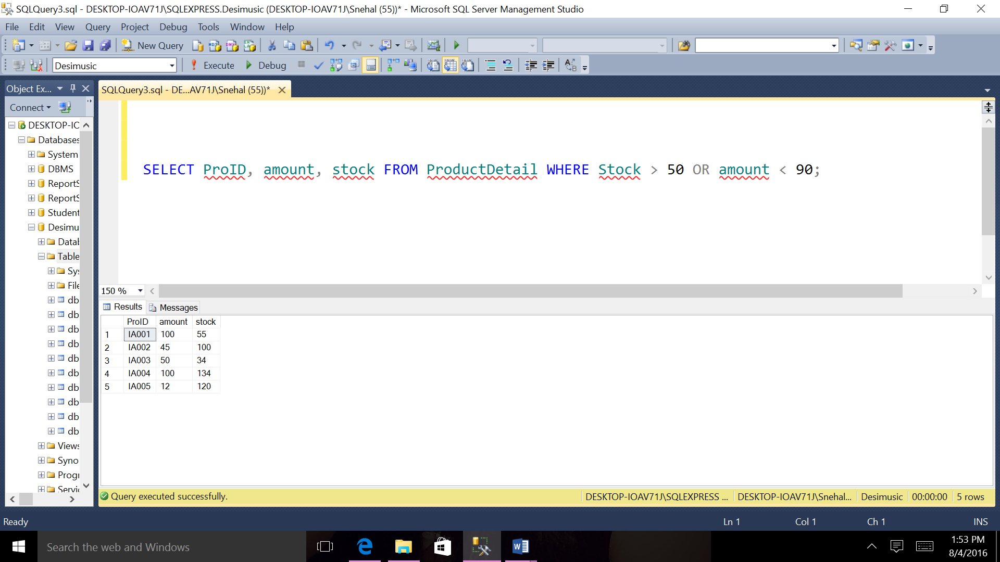 SQLQuery3.sql - DESKTOP-IOAV71J\SQLEXPRESS.Desimusic (DESKTOP-IOAV71J\Snehal (55))* - Microsoft SQL Server Management Studio
File Edit View Query Project Debug Tools Window Help
New Query
Desimusic Execute Debug
Object Ex... SQLQuery3.sql - DE...AV71J\Snehal (55))*
Connect
DESKTOP-IO
Databases
System
DBMS
ReportS
ReportS
Student
Desimu
Datab
Table
Sys
File
db
db
db
db
db
db
db
db
db
db
Views
Syno
Progr
Servic
SELECT ProID, amount, stock FROM ProductDetail WHERE Stock > 50 OR amount < 90;
150 %
Results Messages
ProID amount stock
1 IA001 100 55
2 IA002 45 100
3 IA003 50 34
4 IA004 100 134
5 IA005 12 120
Query executed successfully. DESKTOP-IOAV71J\SQLEXPRESS ... DESKTOP-IOAV71J\Snehal... Desimusic 00:00:00 5 rows
Ready Ln 1 Col 1 Ch 1 INS
Search the web and Windows
1:53 PM
8/4/2016